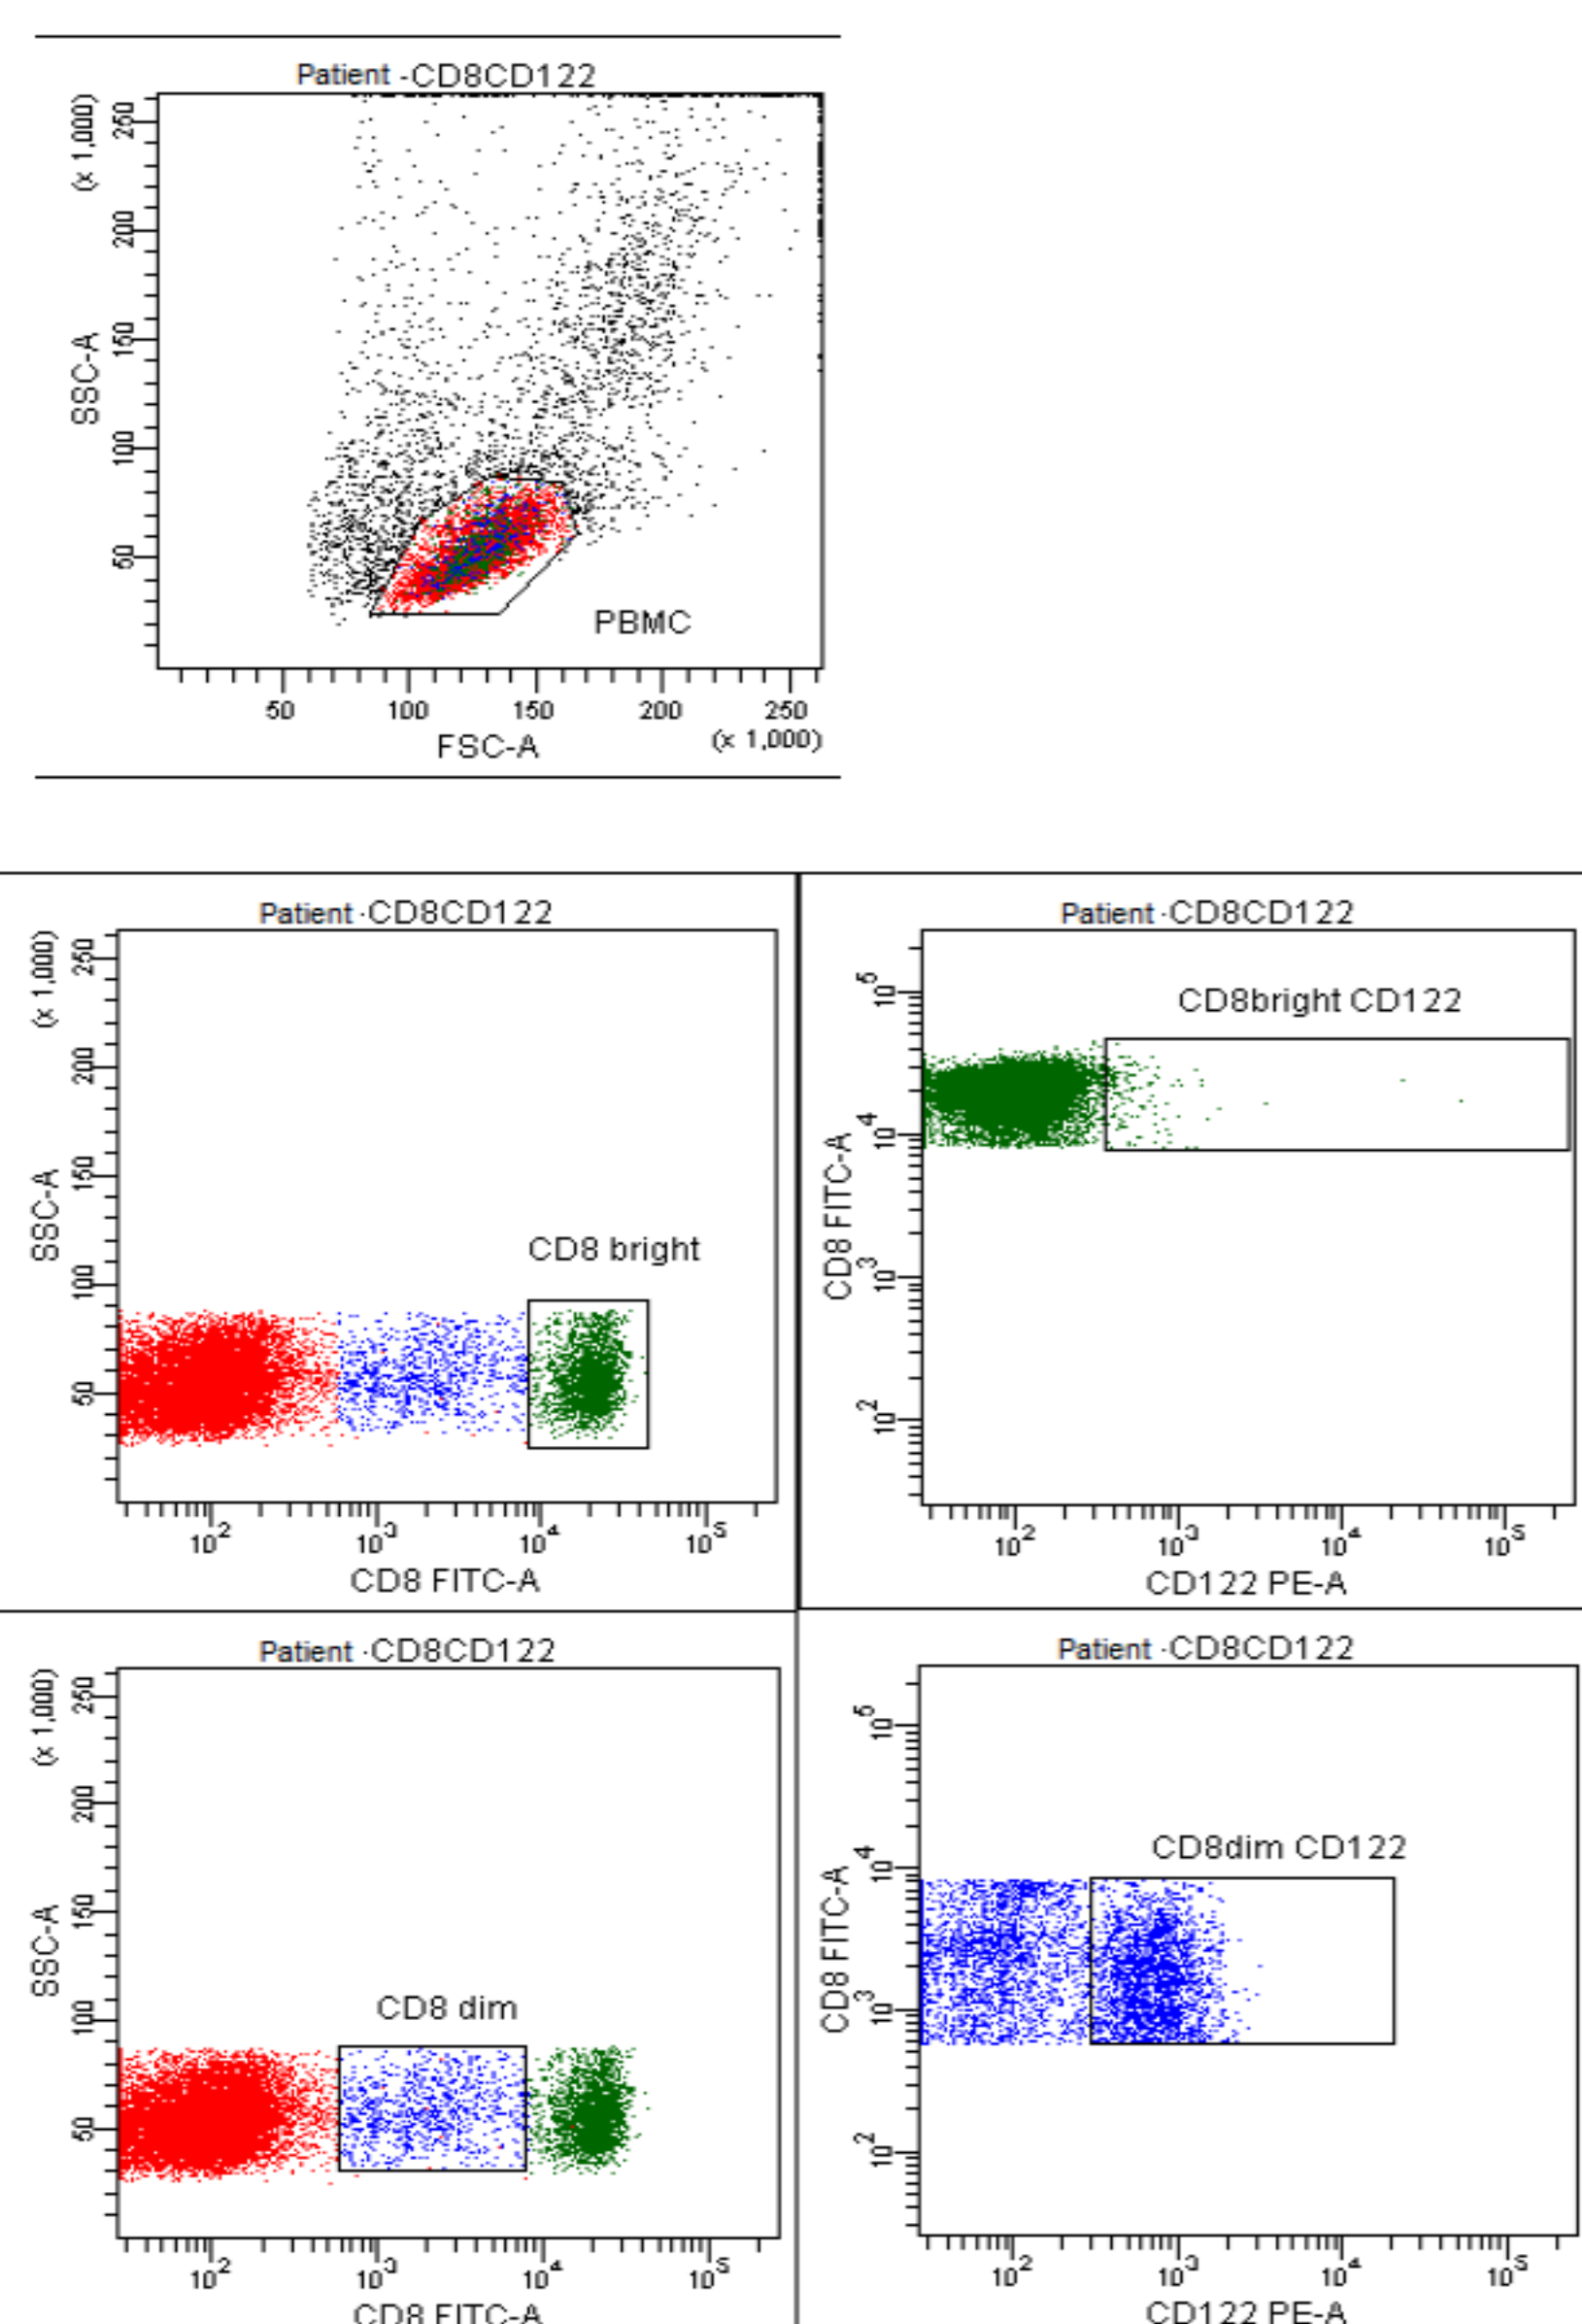 Patient -CD8CD122
(x 1,000)
SSC-A
250
200
150
100
50
PBMC
50 100 150 200 250
FSC-A
(x 1,000)
Patient ·CD8CD122
(x 1,000)
SSC-A
250
200
150
100
50
CD8 bright
10² 10³ 10⁴ 10⁵
CD8 FITC-A
Patient ·CD8CD122
CD8 FITC-A
10⁵
10⁴
10³
10²
CD8bright CD122
10² 10³ 10⁴ 10⁵
CD122 PE-A
Patient ·CD8CD122
(x 1,000)
SSC-A
250
200
150
100
50
CD8 dim
10² 10³ 10⁴ 10⁵
CD8 FITC-A
Patient ·CD8CD122
CD8 FITC-A
10⁵
10⁴
10³
10²
CD8dim CD122
10² 10³ 10⁴ 10⁵
CD122 PE-A